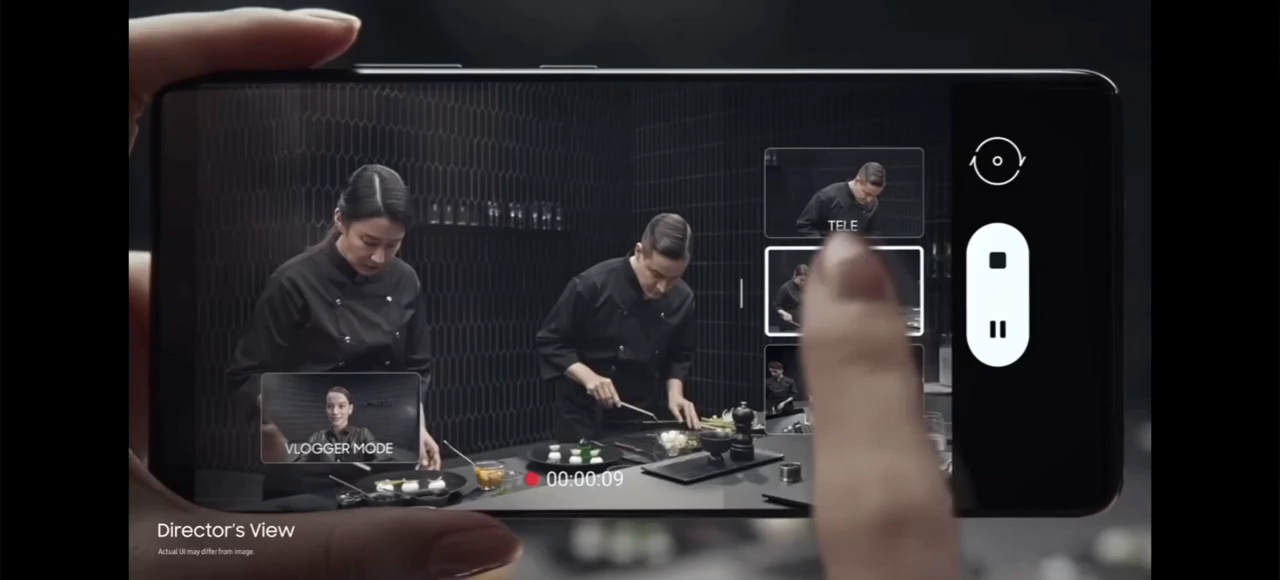 TELE
VLOGGER MODE
00:00:09
Director's View
Actual UI may differ from image.